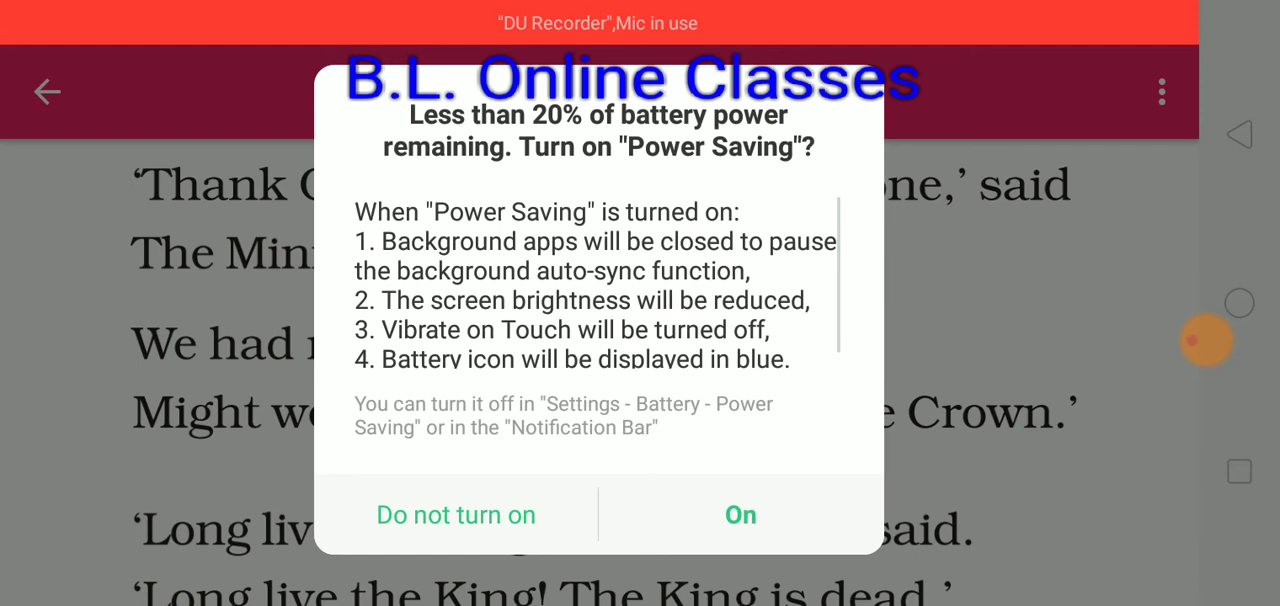 "DU Recorder",Mic in use
B.L. Online Classes
Less than 20% of battery power
remaining. Turn on "Power Saving"?
When "Power Saving" is turned on:
1. Background apps will be closed to pause
the background auto-sync function,
2. The screen brightness will be reduced,
3. Vibrate on Touch will be turned off,
4. Battery icon will be displayed in blue.
You can turn it off in "Settings - Battery - Power
Saving" or in the "Notification Bar"
Do not turn on
On
‘Thank said
The
We had
Might Crown.’
‘Long said.
‘Long live the King! The King is dead.’